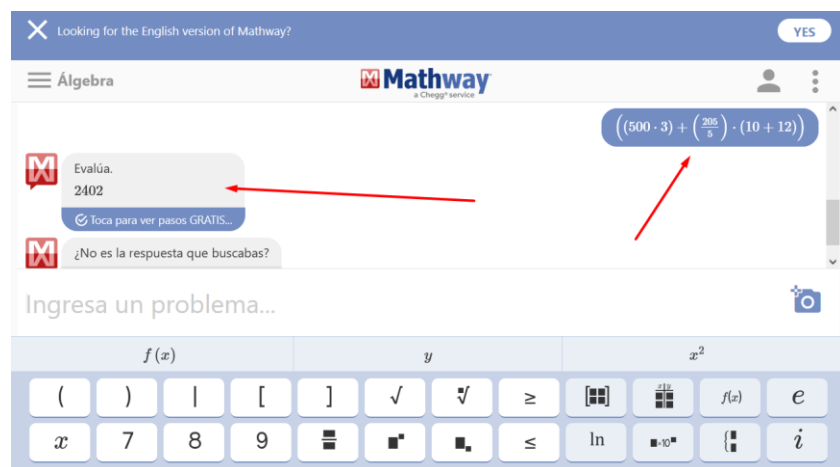 Looking for the English version of Mathway?
YES
Álgebra
Mathway
a Chegg® service
((500 · 3) + (205/5) · (10 + 12))
Evalúa.
2402
Toca para ver pasos GRATIS...
¿No es la respuesta que buscabas?
Ingresa un problema...
f(x) y x²
( ) | [ ] √ ∛ ≥ [▪▪] x|y f(x) e
x 7 8 9 ≤ ln ▪·10▪ {▪ i